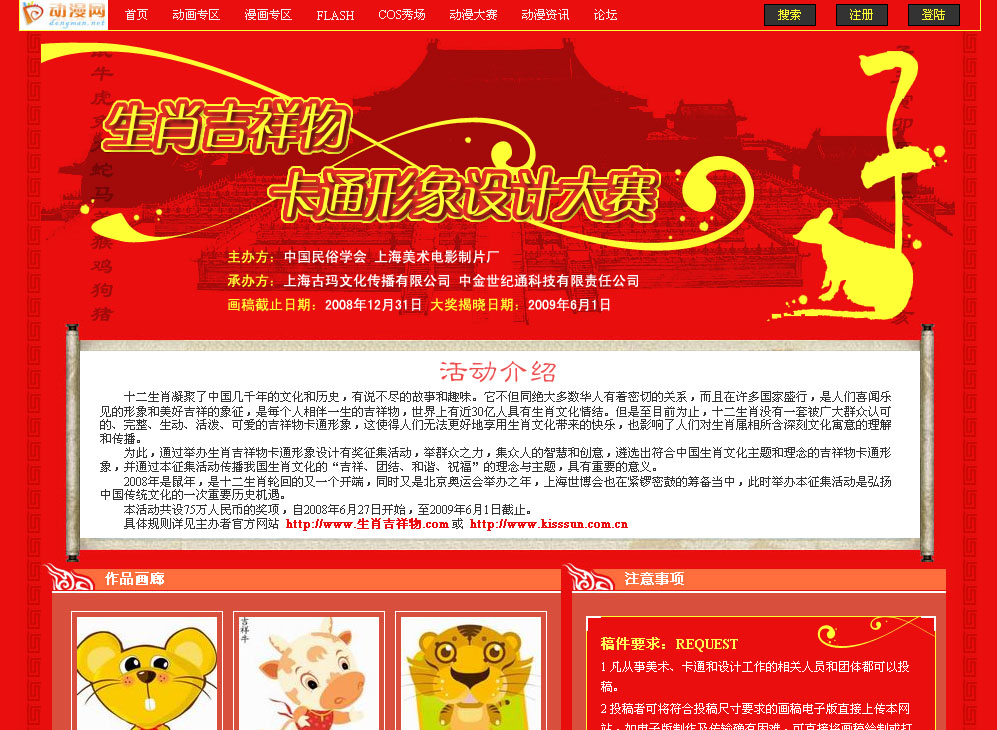 动漫网
dingman.net
首页 动画专区 漫画专区 FLASH COS秀场 动漫大赛 动漫资讯 论坛 搜索 注册 登陆
生肖吉祥物
卡通形象设计大赛
主办方：中国民俗学会 上海美术电影制片厂
承办方：上海古玛文化传播有限公司 中金世纪通科技有限责任公司
画稿截止日期：2008年12月31日 大奖揭晓日期：2009年6月1日
牛
虎
蛇
马
猴
鸡
狗
猪
活动介绍
十二生肖凝聚了中国几千年的文化和历史，有说不尽的故事和趣味。它不但同绝大多数华人有着密切的关系，而且在许多国家盛行，是人们喜闻乐
见的形象和美好吉祥的象征，是每个人相伴一生的吉祥物，世界上有近30亿人具有生肖文化情结。但是至目前为止，十二生肖没有一套被广大群众认可
的、完整、生动、活泼、可爱的吉祥物卡通形象，这使得人们无法更好地享用生肖文化带来的快乐，也影响了人们对生肖属相所含深刻文化寓意的理解
和传播。
为此，通过举办生肖吉祥物卡通形象设计有奖征集活动，举群众之力，集众人的智慧和创意，遴选出符合中国生肖文化主题和理念的吉祥物卡通形
象，并通过本征集活动传播我国生肖文化的“吉祥、团结、和谐、祝福”的理念与主题，具有重要的意义。
2008年是鼠年，是十二生肖轮回的又一个开端，同时又是北京奥运会举办之年，上海世博会也在紧锣密鼓的筹备当中，此时举办本征集活动是弘扬
中国传统文化的一次重要历史机遇。
本活动共设75万人民币的奖项，自2008年6月27日开始，至2009年6月1日截止。
具体规则详见主办者官方网站 http://www.生肖吉祥物.com 或 http://www.kisssun.com.cn
作品画廊
注意事项
吉祥牛
稿件要求：REQUEST
1 凡从事美术、卡通和设计工作的相关人员和团体都可以投
稿。
2 投稿者可将符合投稿尺寸要求的画稿电子版直接上传本网
站，如电子版制作及传输确有困难，可直接将画稿绘制或打